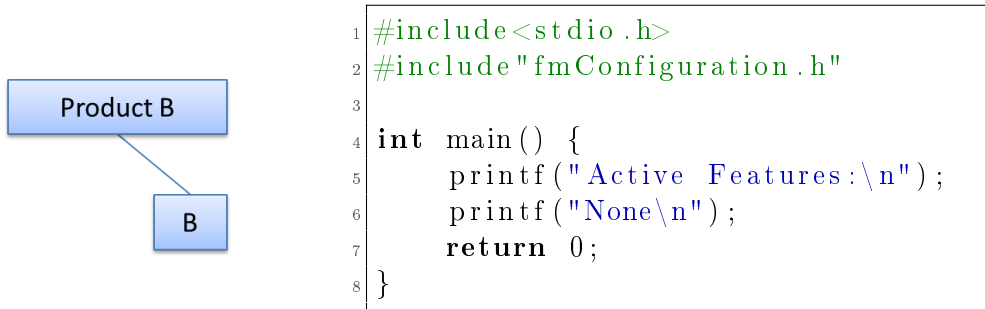 Product B
B
1 #include<stdio.h>
2 #include"fmConfiguration.h"
3
4 int main() {
5 printf("Active Features:\n");
6 printf("None\n");
7 return 0;
8 }